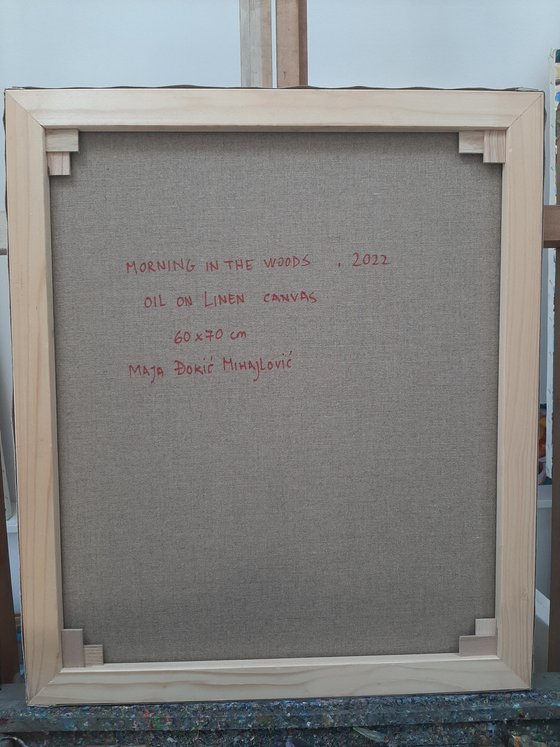 MORNING IN THE WOODS . 2022
OIL ON LINEN CANVAS
60x70 cm
MAJA ĐOKIĆ MIHAJLOVIĆ